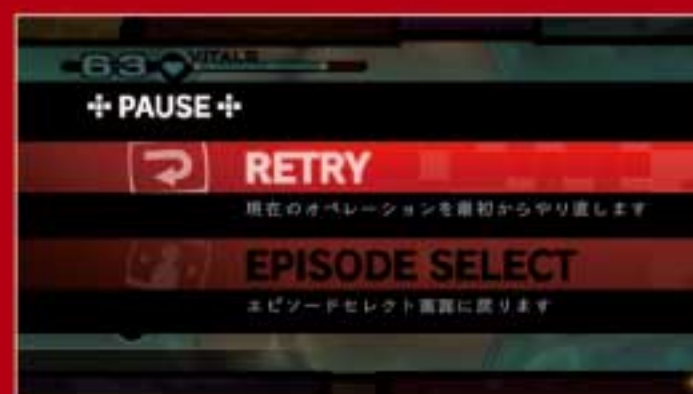 63 VITALS
PAUSE
RETRY
現在のオペレーションを最初からやり直します
EPISODE SELECT
エピソードセレクト画面に戻ります